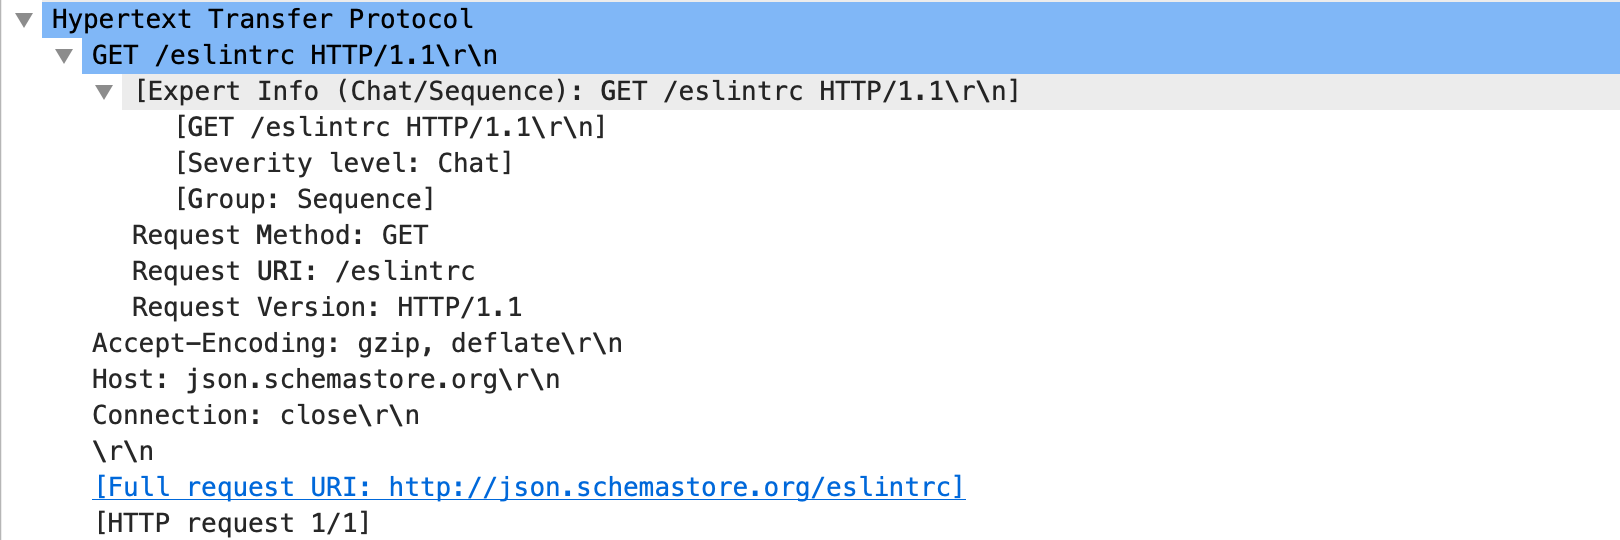 Hypertext Transfer Protocol
GET /eslintrc HTTP/1.1\r\n
[Expert Info (Chat/Sequence): GET /eslintrc HTTP/1.1\r\n]
[GET /eslintrc HTTP/1.1\r\n]
[Severity level: Chat]
[Group: Sequence]
Request Method: GET
Request URI: /eslintrc
Request Version: HTTP/1.1
Accept-Encoding: gzip, deflate\r\n
Host: json.schemastore.org\r\n
Connection: close\r\n
\r\n
[Full request URI: http://json.schemastore.org/eslintrc]
[HTTP request 1/1]